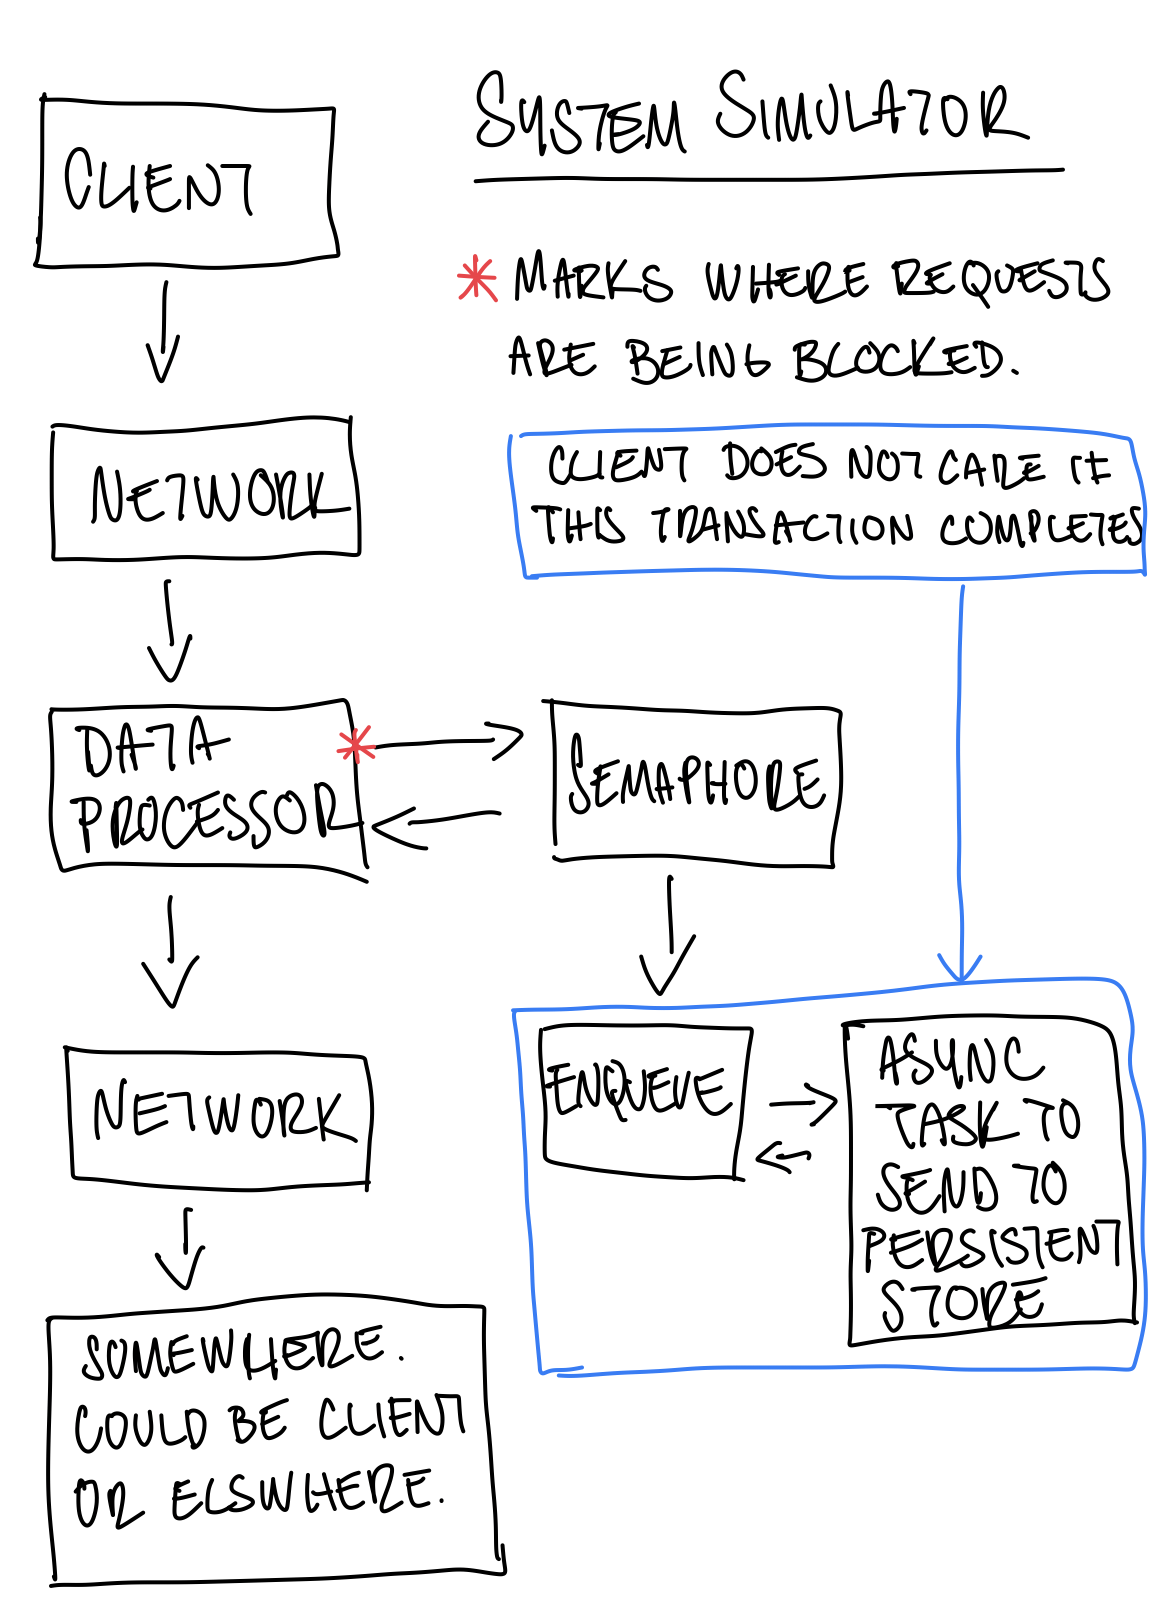 SYSTEM SIMULATOR
* MARKS WHERE REQUESTS
ARE BEING BLOCKED.
CLIENT
NETWORK
CLIENT DOES NOT CARE IF
THIS TRANSACTION COMPLETES
DATA
PROCESSOR
*
SEMAPHORE
NETWORK
ENQUEUE
ASYNC
TASK TO
SEND TO
PERSISTENT
STORE
SOMEWHERE.
COULD BE CLIENT
OR ELSWHERE.